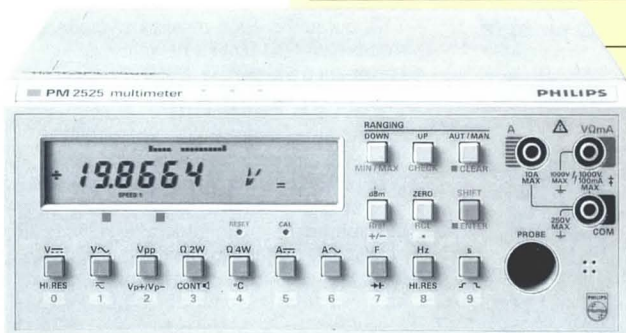 PM 2525 multimeter
PHILIPS
+ 19.8664 V =
SPEED 1
RANGING
DOWN UP AUT/MAN.
MIN/MAX CHECK CLEAR
dBm ZERO SHIFT
+/- • ENTER
RESET CAL
V V Vpp Ω 2W Ω 4W A A F Hz s
HI.RES Vp+/Vp- CONT °C HI.RES
0 1 2 3 4 5 6 7 8 9
A VΩmA
10A MAX
1000V MAX
1000V, 100mA MAX
250V MAX
COM
PROBE
PHILIPS